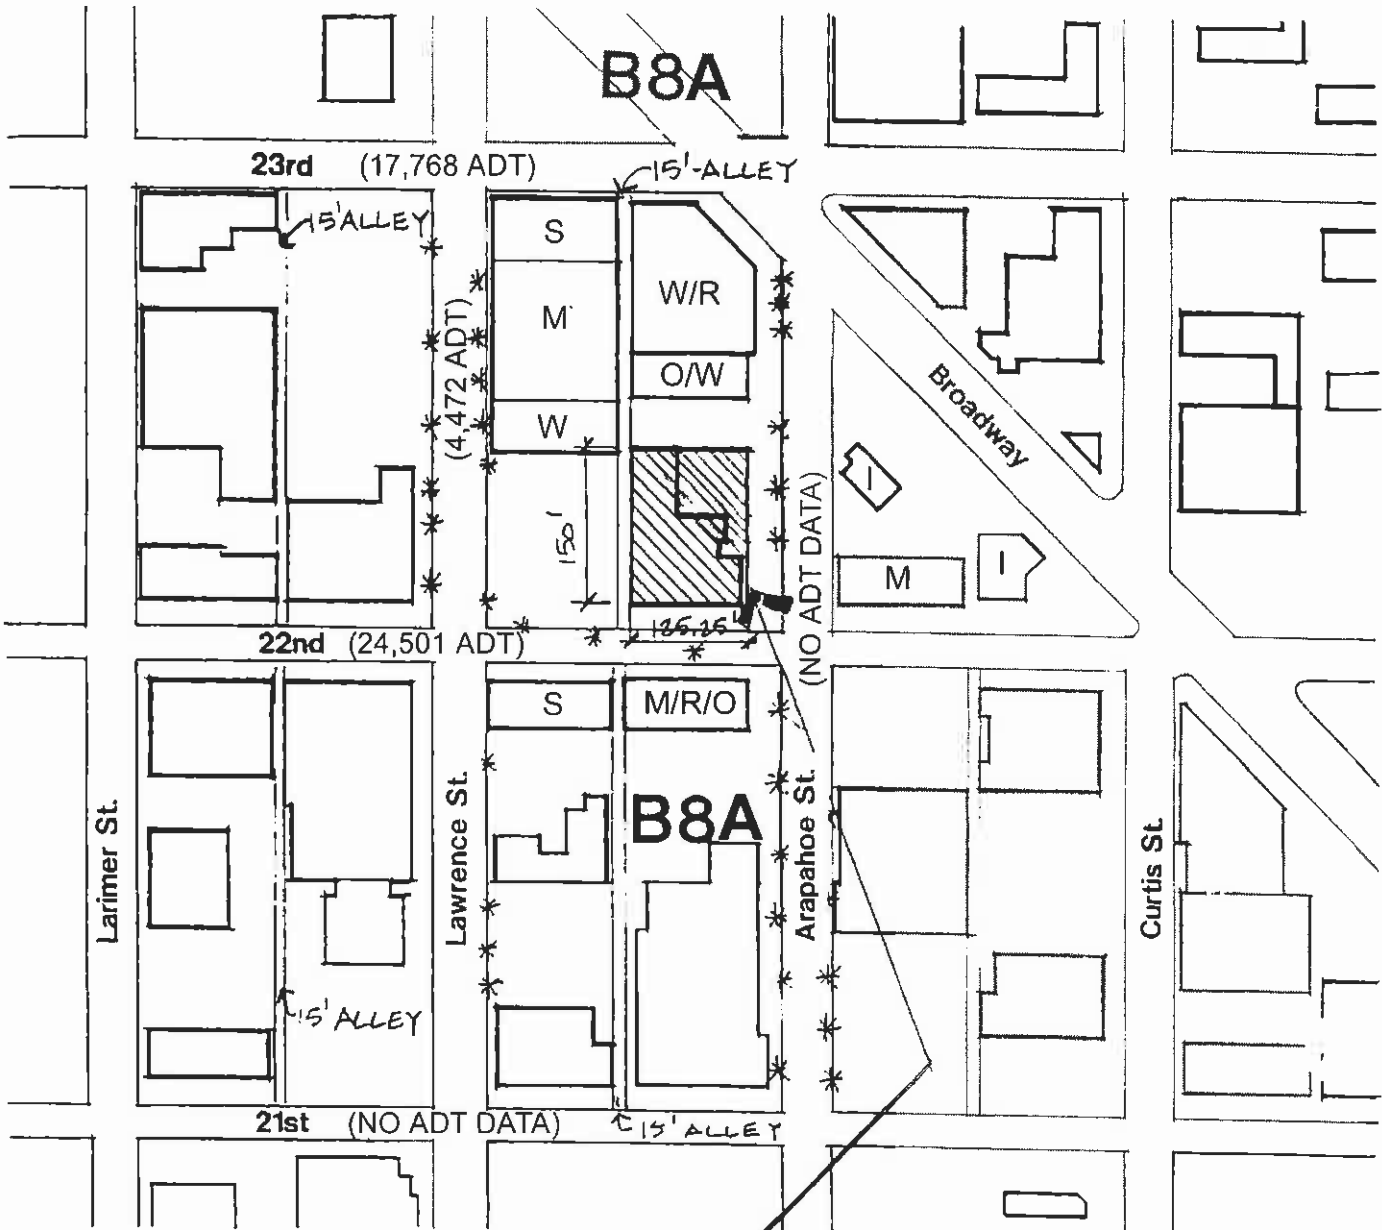 B8A
23rd (17,768 ADT)
15'-ALLEY
15' ALLEY
S
W/R
M
(4,472 ADT)
O/W
Broadway
W
I
150'
(NO ADT DATA)
M
I
125.25'
22nd (24,501 ADT)
S
M/R/O
B8A
Larimer St.
Lawrence St.
Arapahoe St.
Curtis St.
15' ALLEY
21st (NO ADT DATA)
15' ALLEY